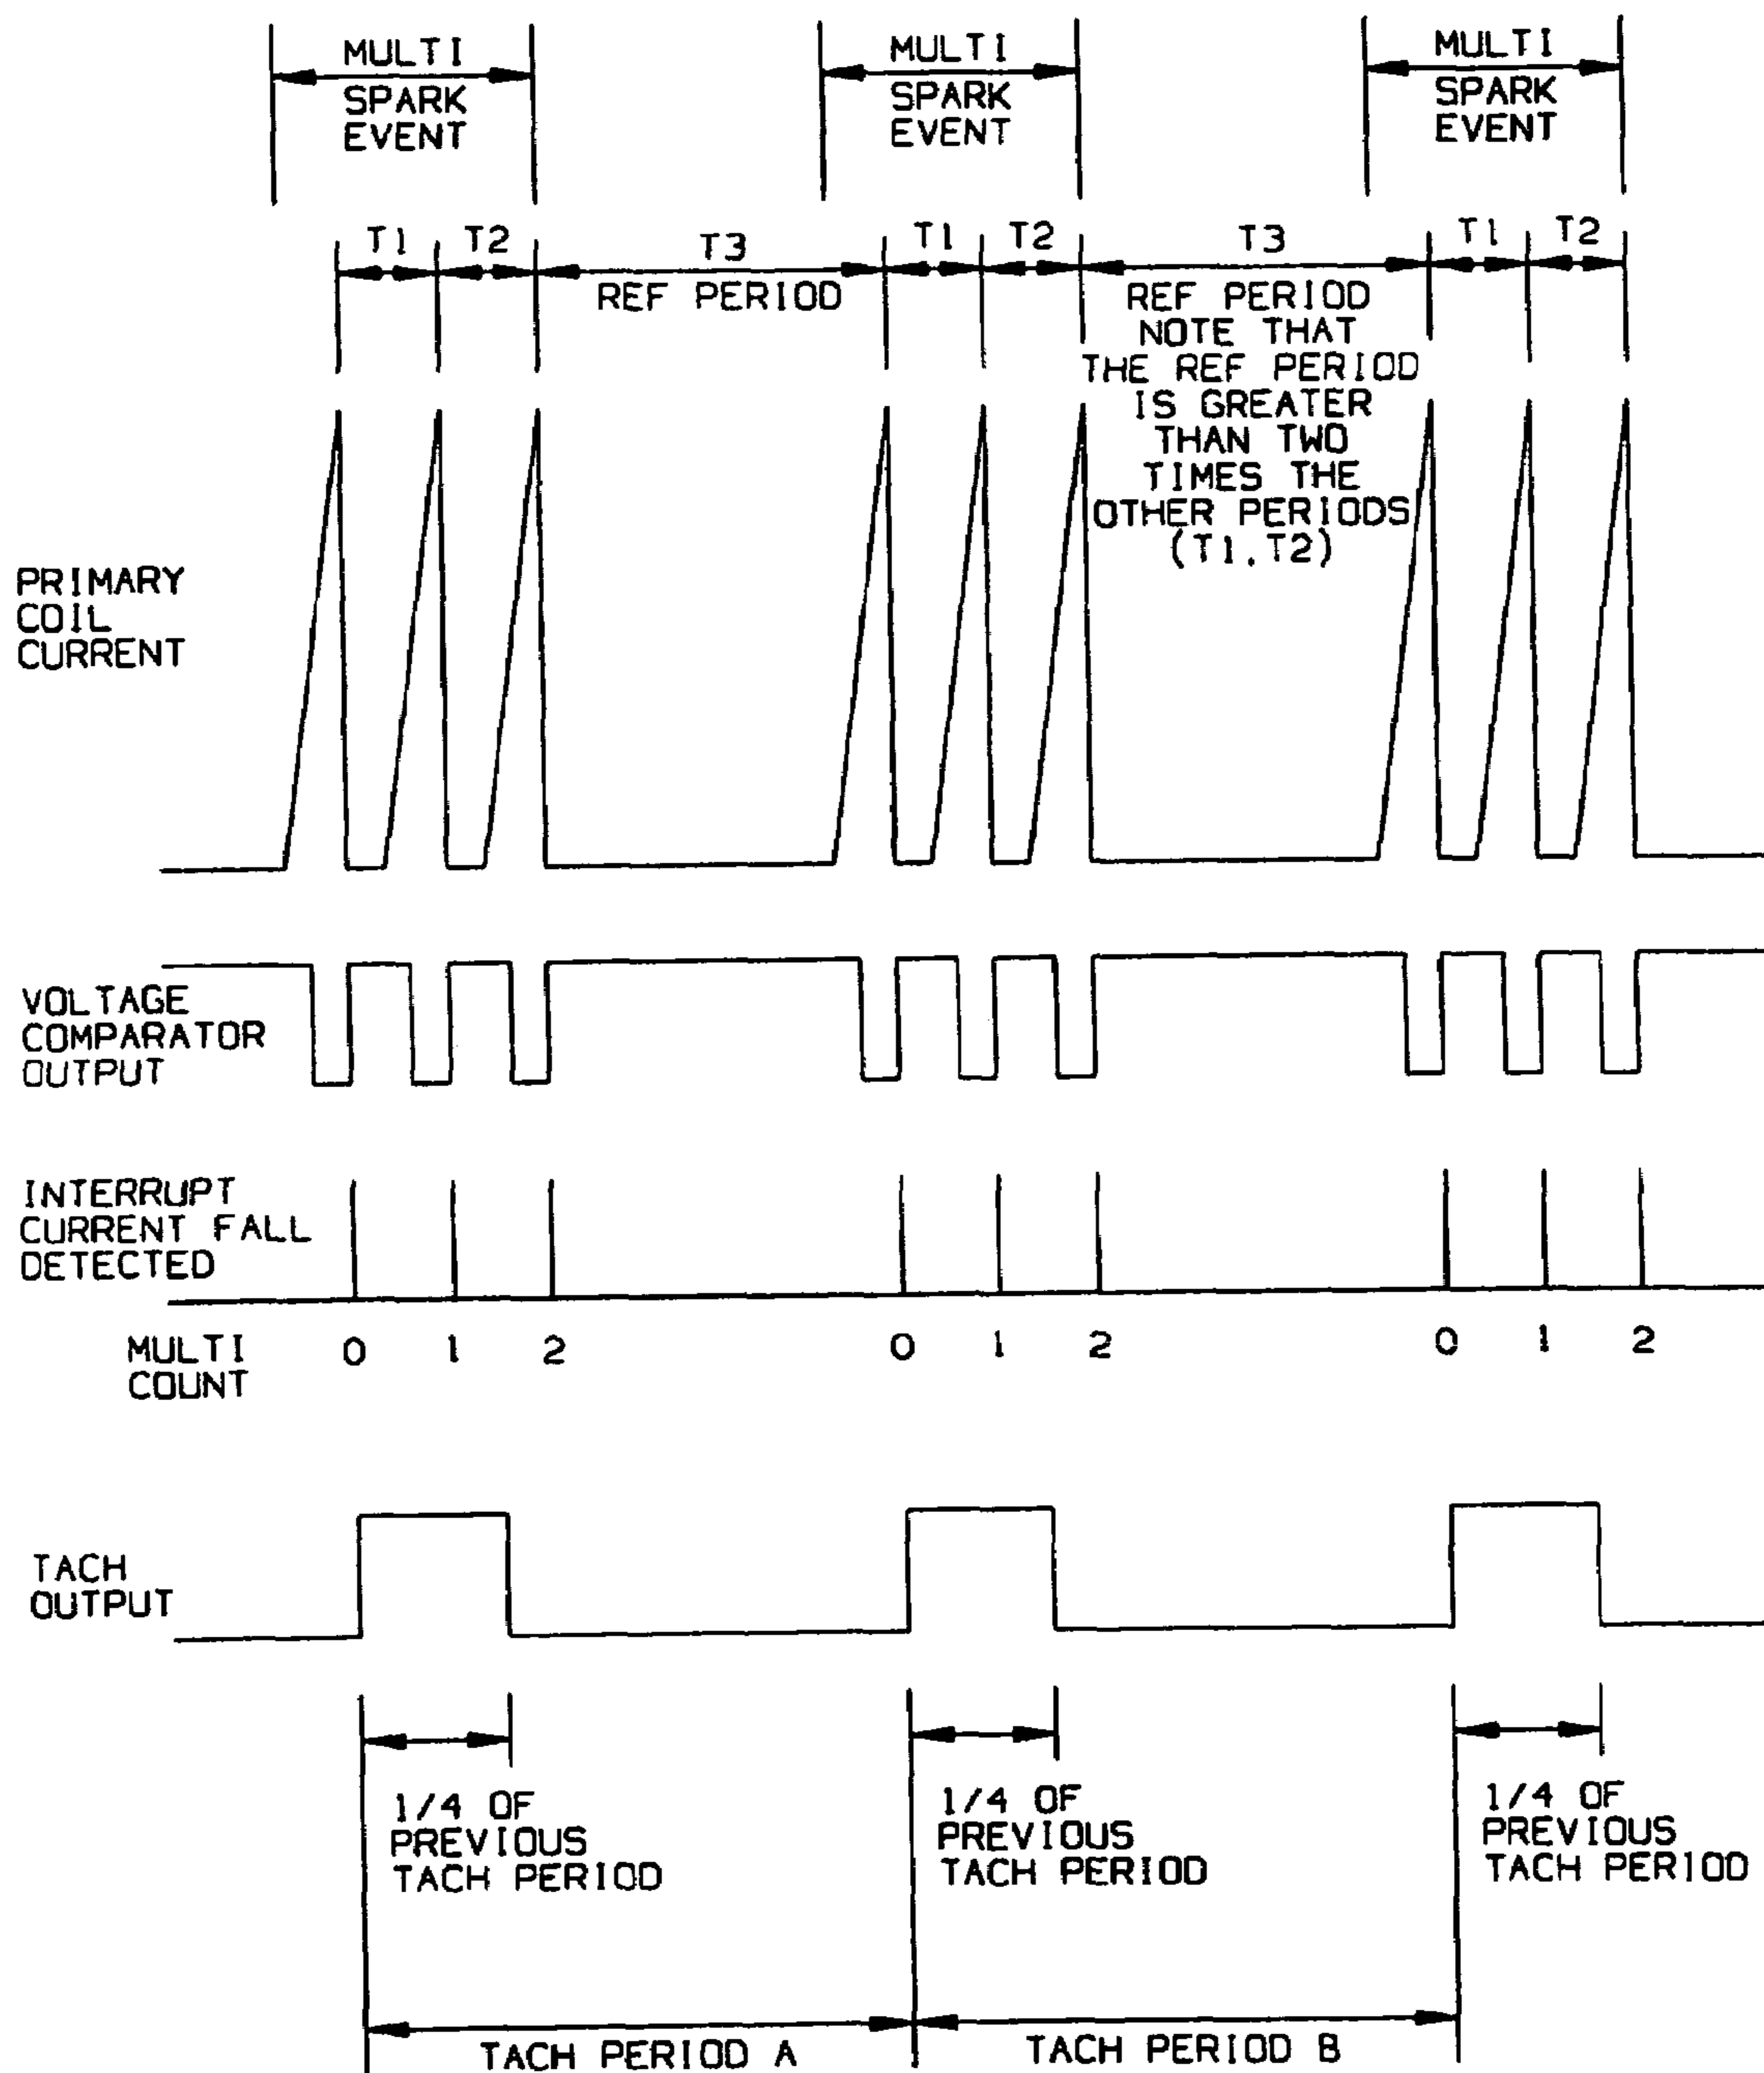 MULTI
SPARK
EVENT
MULTI
SPARK
EVENT
MULTI
SPARK
EVENT
T1 T2 T3 T1 T2 T3 T1 T2
REF PERIOD
REF PERIOD
NOTE THAT
THE REF PERIOD
IS GREATER
THAN TWO
TIMES THE
OTHER PERIODS
(T1,T2)
PRIMARY
COIL
CURRENT
VOLTAGE
COMPARATOR
OUTPUT
INTERRUPT
CURRENT FALL
DETECTED
MULTI
COUNT
0 1 2 0 1 2 0 1 2
TACH
OUTPUT
1/4 OF
PREVIOUS
TACH PERIOD
1/4 OF
PREVIOUS
TACH PERIOD
1/4 OF
PREVIOUS
TACH PERIOD
TACH PERIOD A
TACH PERIOD B